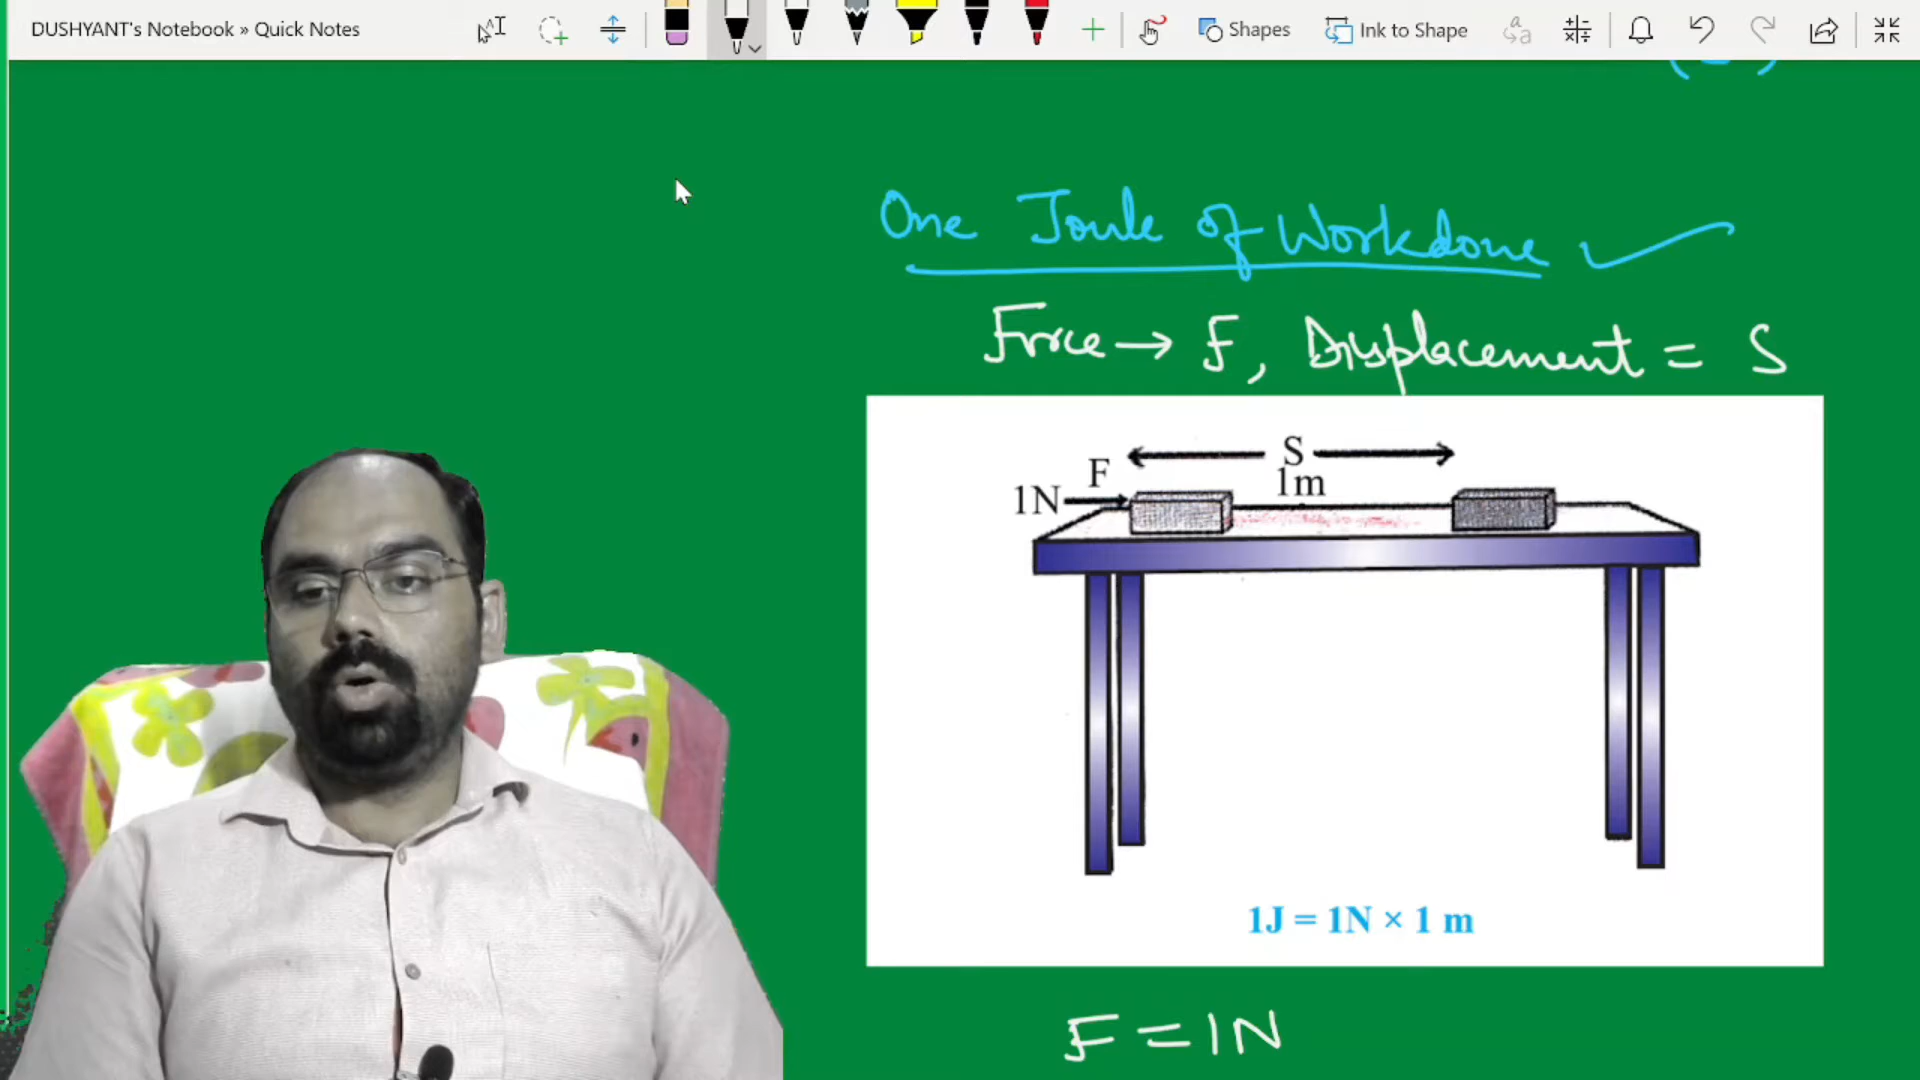 DUSHYANT's Notebook » Quick Notes
Shapes
Ink to Shape
One Joule of Workdone
Force → F, Displacement = S
S
F
1m
1N
1J = 1N × 1 m
F = 1N